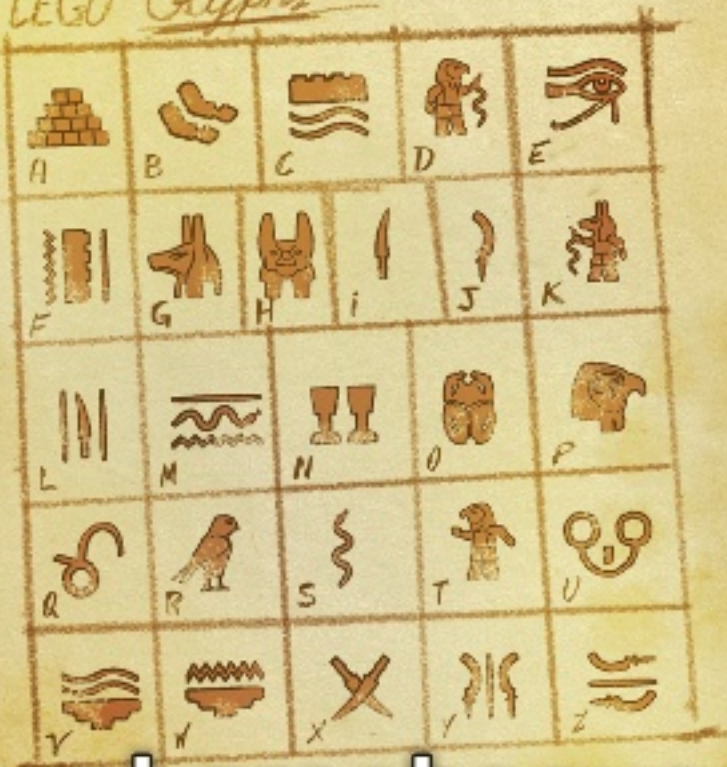 LEGO Glyphs
A B C D E
F G H i J K
L M N O P
Q R S T U
V W X Y Z